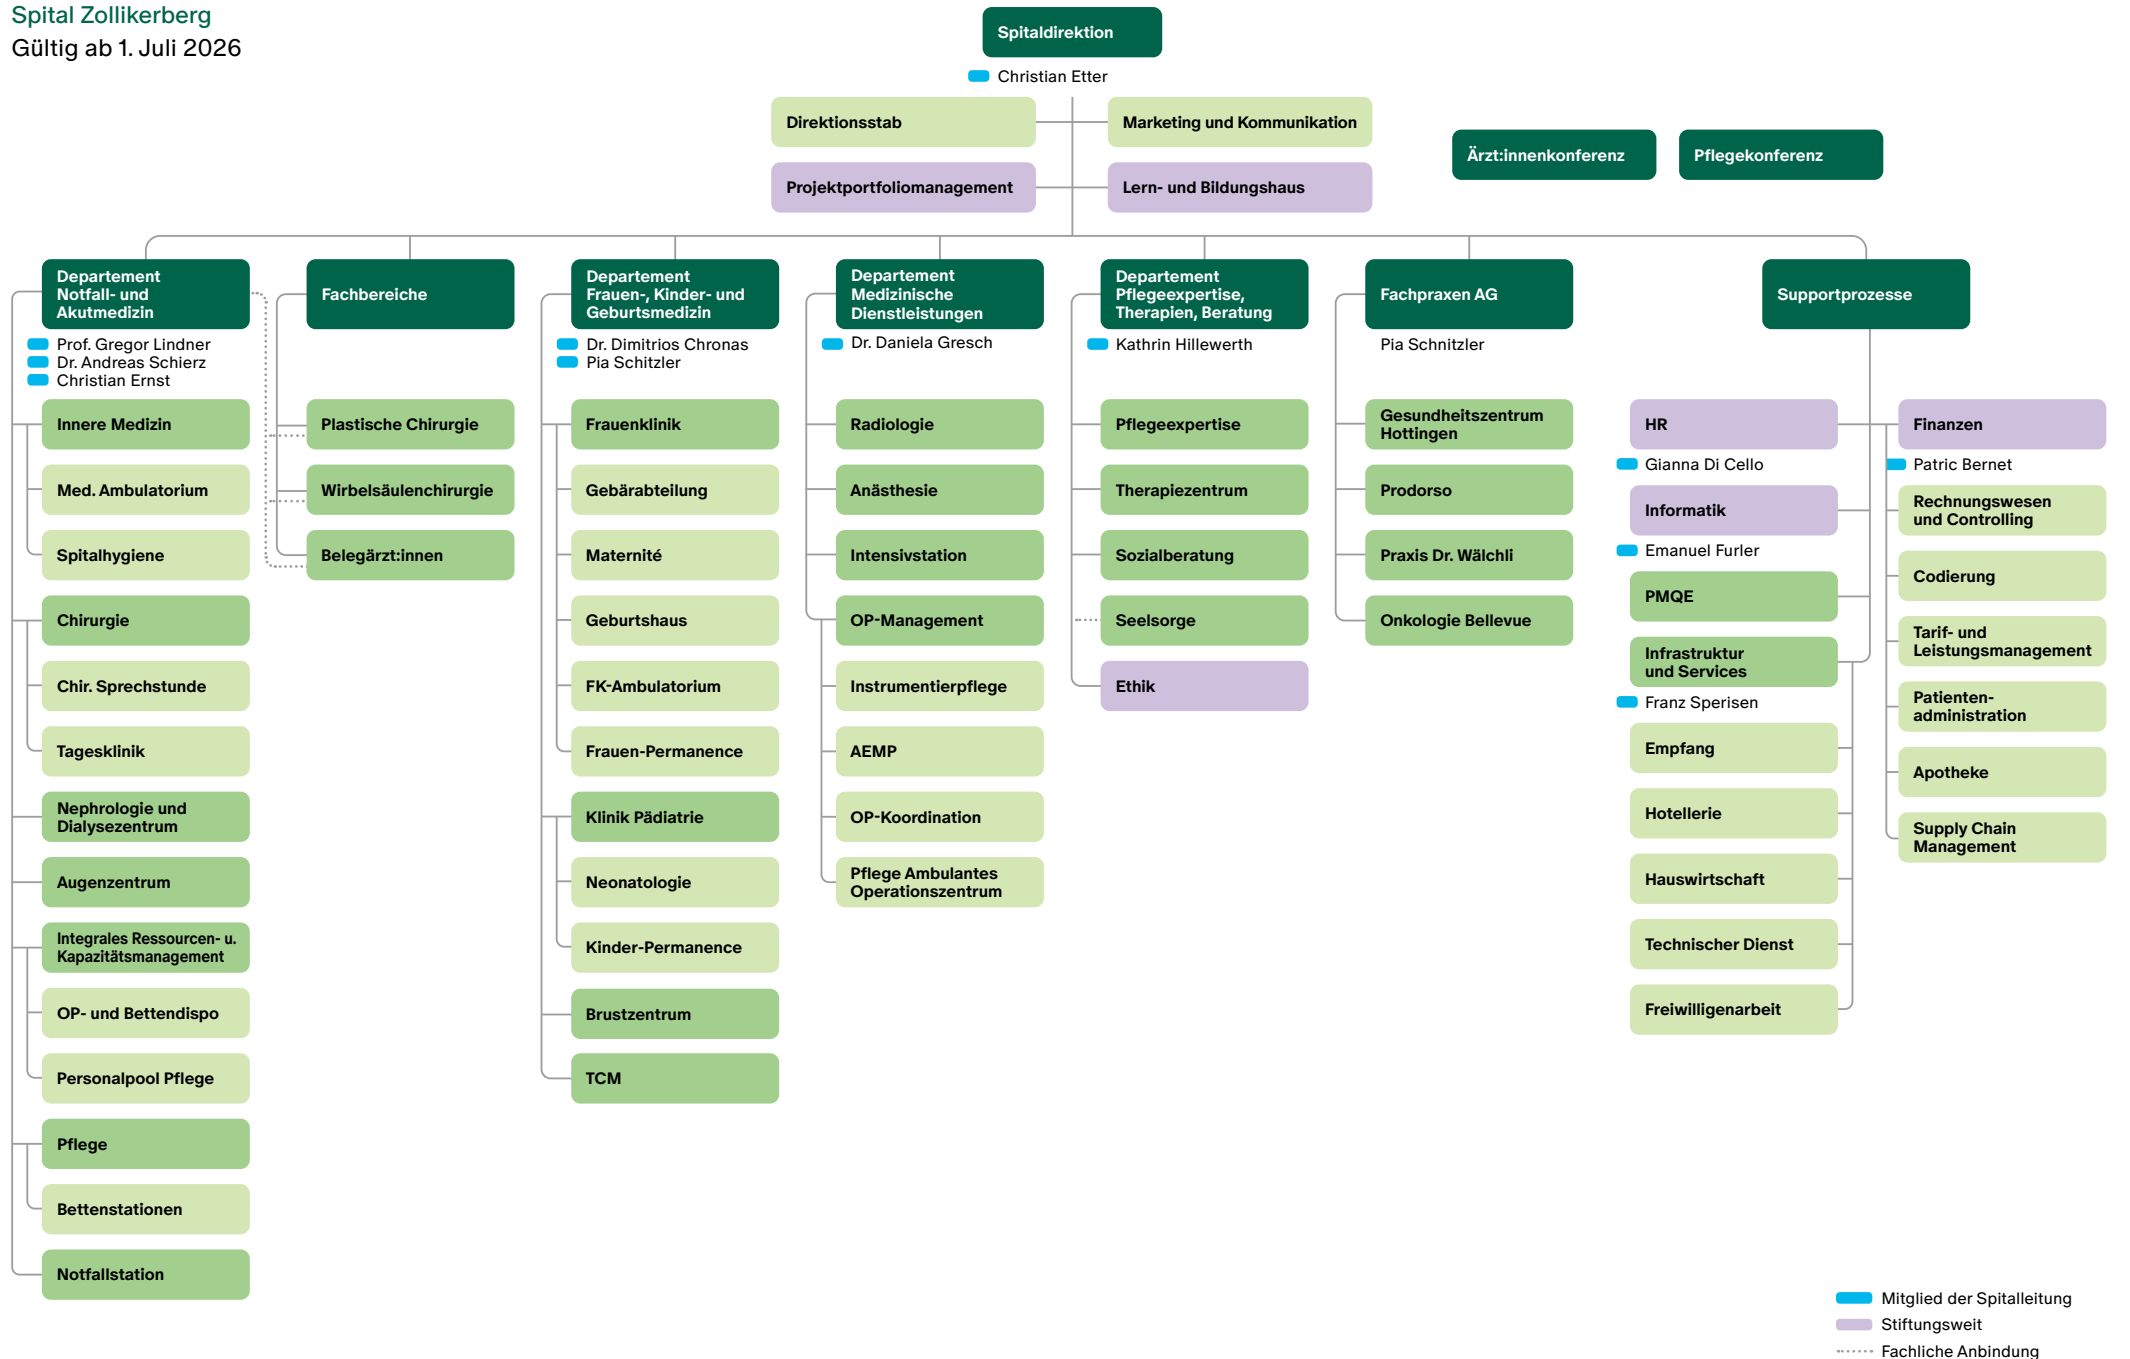 Spital Zollikerberg
Gültig ab 1. Juli 2026
Spitaldirektion
Christian Etter
Direktionsstab
Marketing und Kommunikation
Projektportfoliomanagement
Lern- und Bildungshaus
Ärzt:innenkonferenz
Pflegekonferenz
Departement
Notfall- und
Akutmedizin
Prof. Gregor Lindner
Dr. Andreas Schierz
Christian Ernst
Innere Medizin
Med. Ambulatorium
Spitalhygiene
Chirurgie
Chir. Sprechstunde
Tagesklinik
Nephrologie und
Dialysezentrum
Augenzentrum
Integrales Ressourcen- u.
Kapazitätsmanagement
OP- und Bettendispo
Personalpool Pflege
Pflege
Bettenstationen
Notfallstation
Fachbereiche
Plastische Chirurgie
Wirbelsäulenchirurgie
Belegärzt:innen
Departement
Frauen-, Kinder- und
Geburtsmedizin
Dr. Dimitrios Chronas
Pia Schitzler
Frauenklinik
Gebärabteilung
Maternité
Geburtshaus
FK-Ambulatorium
Frauen-Permanence
Klinik Pädiatrie
Neonatologie
Kinder-Permanence
Brustzentrum
TCM
Departement
Medizinische
Dienstleistungen
Dr. Daniela Gresch
Radiologie
Anästhesie
Intensivstation
OP-Management
Instrumentierpflege
AEMP
OP-Koordination
Pflege Ambulantes
Operationszentrum
Departement
Pflegeexpertise,
Therapien, Beratung
Kathrin Hillewerth
Pflegeexpertise
Therapiezentrum
Sozialberatung
Seelsorge
Ethik
Fachpraxen AG
Pia Schnitzler
Gesundheitszentrum
Hottingen
Prodorso
Praxis Dr. Wälchli
Onkologie Bellevue
Supportprozesse
HR
Gianna Di Cello
Informatik
Emanuel Furler
PMQE
Infrastruktur
und Services
Franz Sperisen
Empfang
Hotellerie
Hauswirtschaft
Technischer Dienst
Freiwilligenarbeit
Finanzen
Patric Bernet
Rechnungswesen
und Controlling
Codierung
Tarif- und
Leistungsmanagement
Patienten-
administration
Apotheke
Supply Chain
Management
Mitglied der Spitalleitung
Stiftungsweit
Fachliche Anbindung